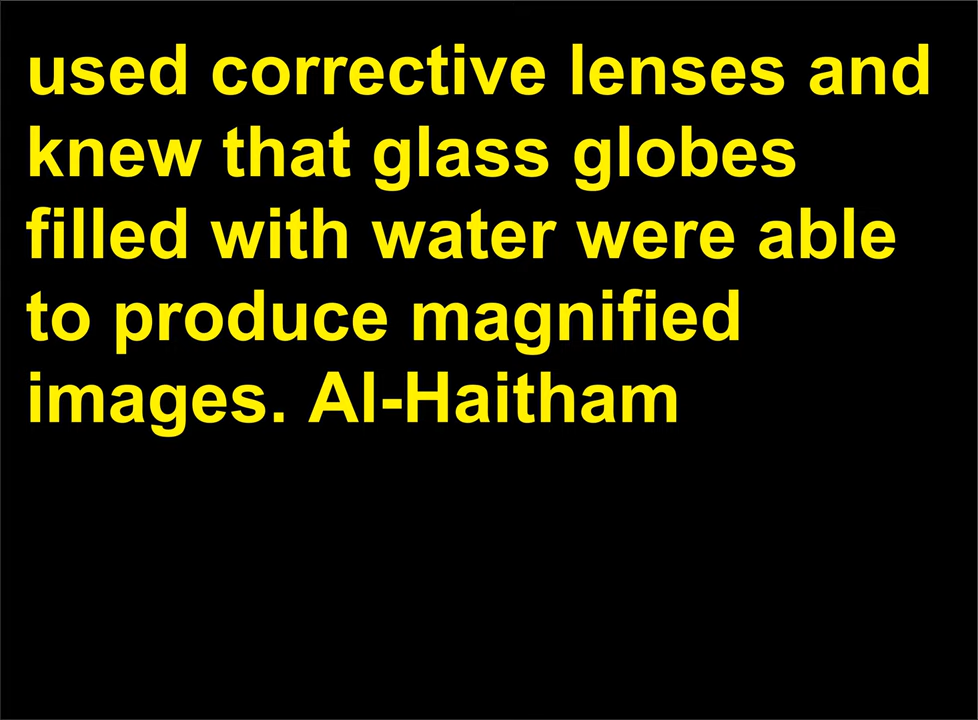 used corrective lenses and
knew that glass globes
filled with water were able
to produce magnified
images. Al-Haitham